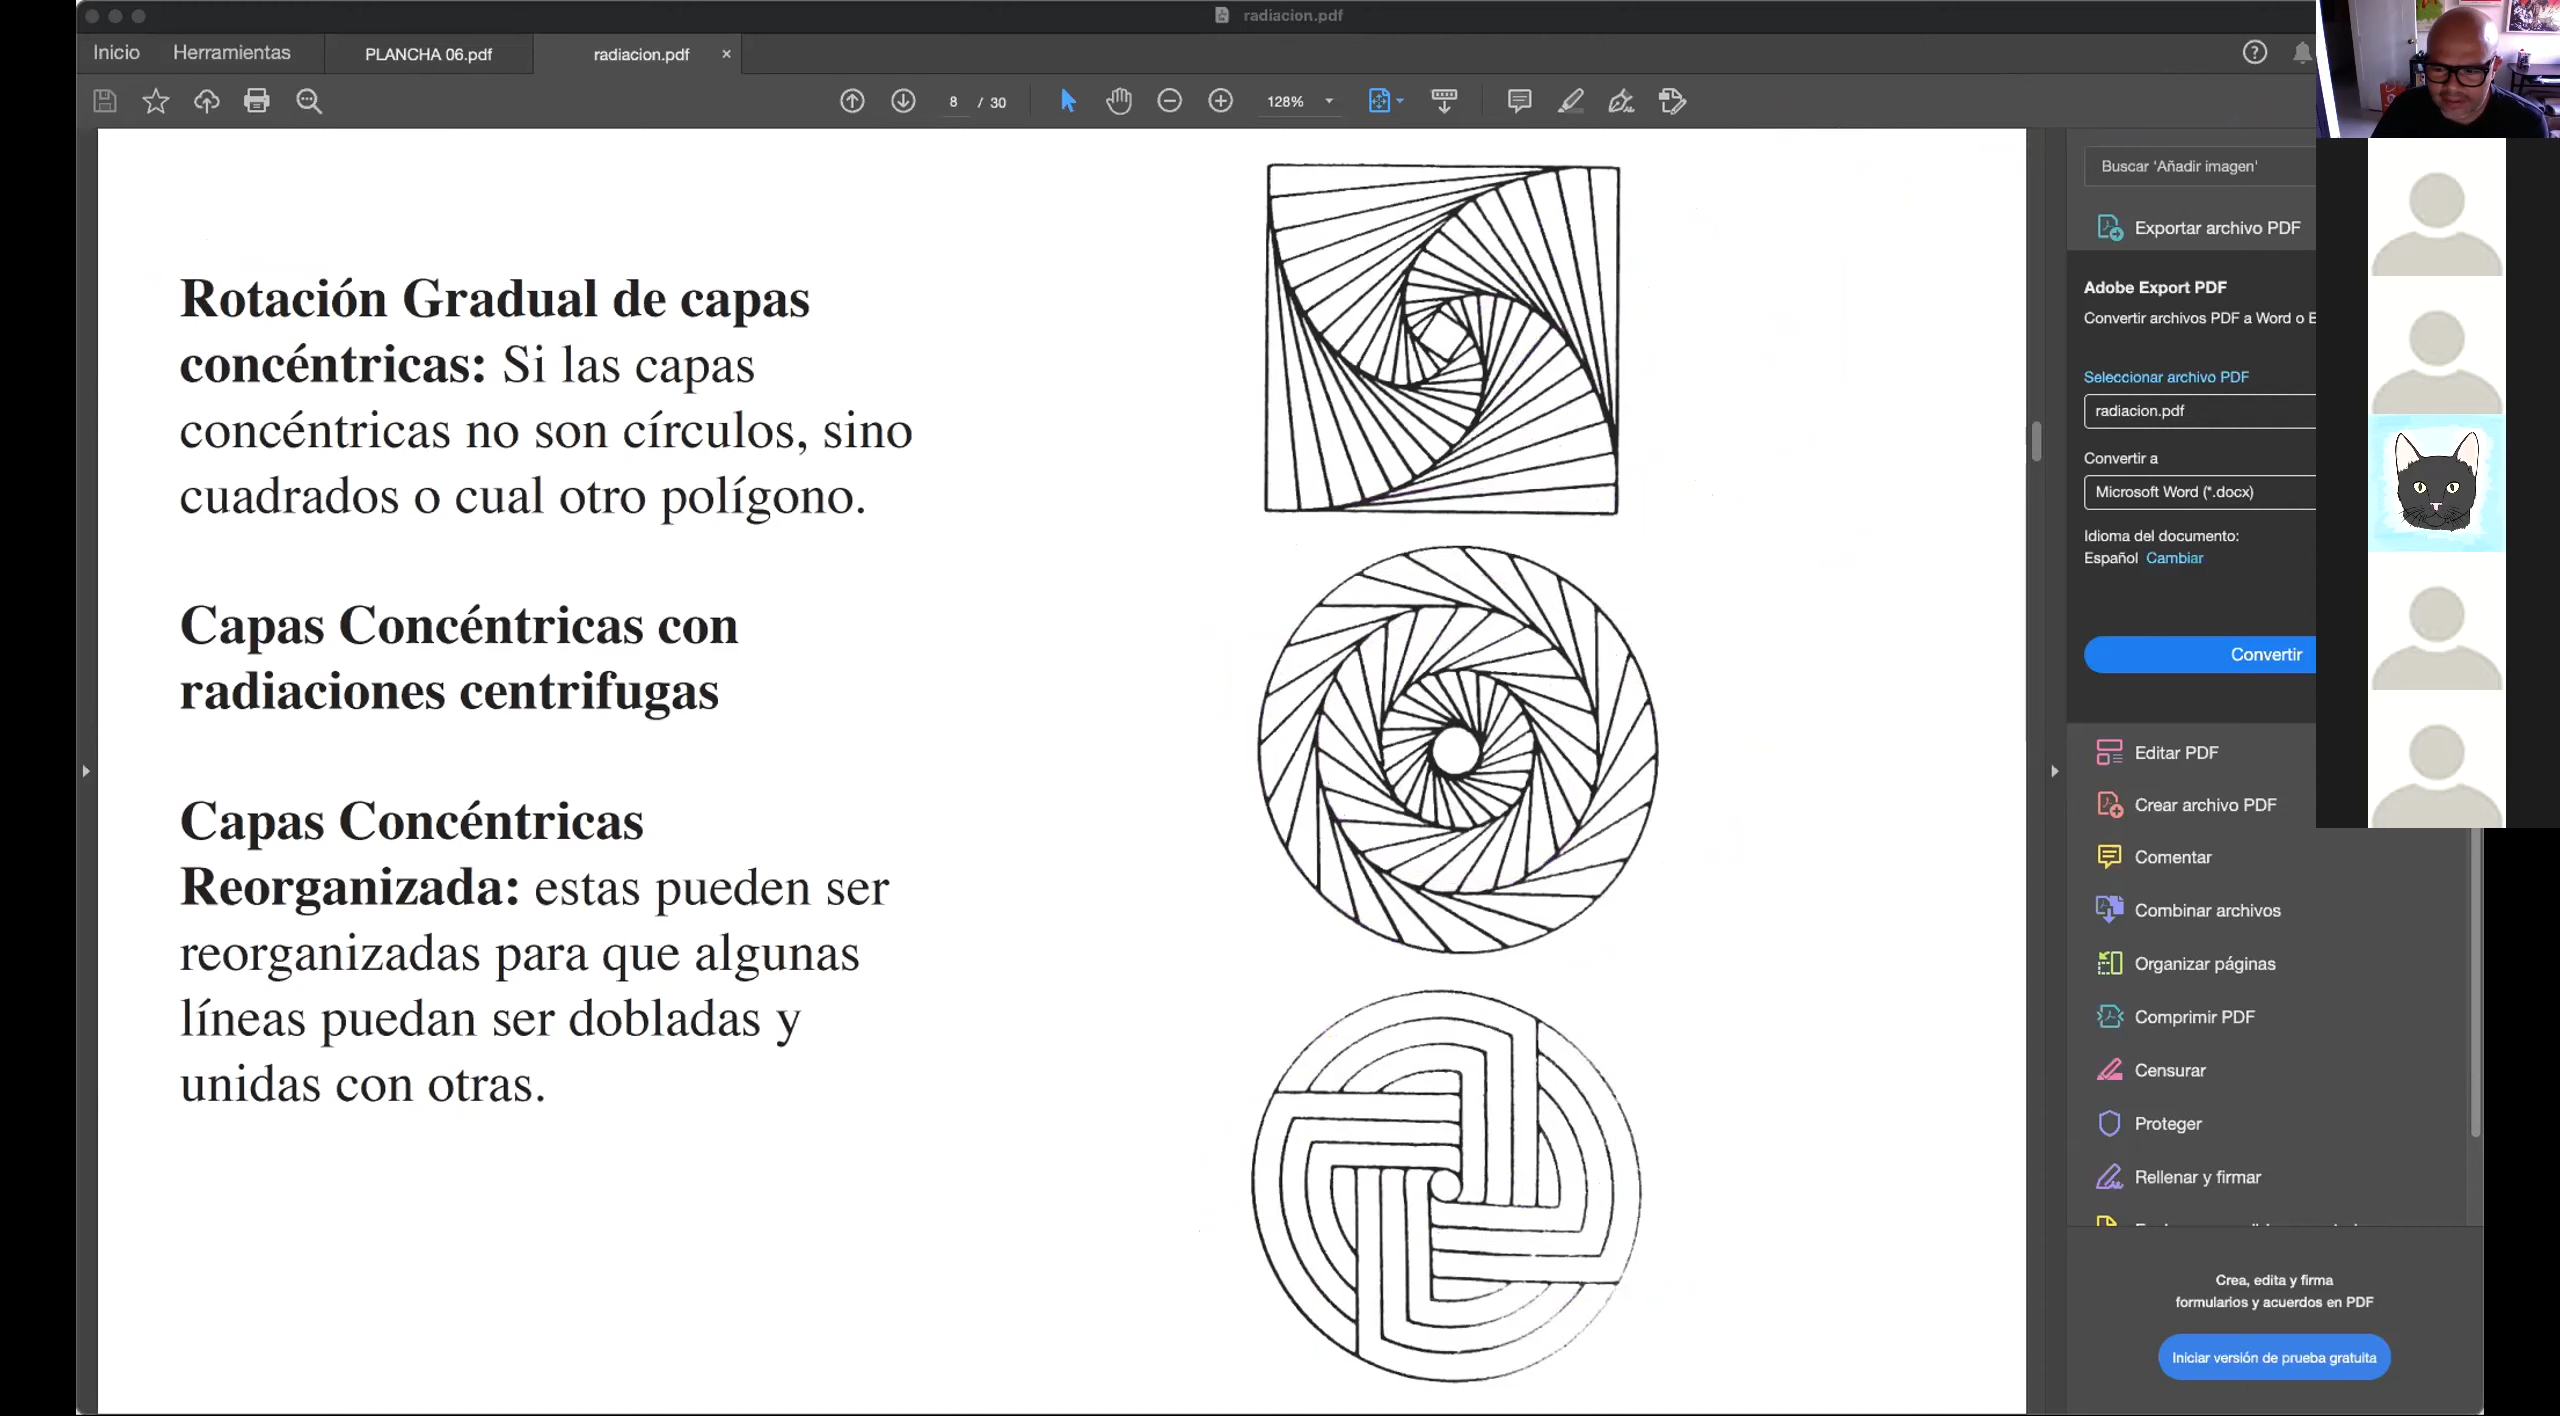 radiacion.pdf
Inicio Herramientas PLANCHA 06.pdf radiacion.pdf ×
8 / 30 128%
Rotación Gradual de capas
concéntricas: Si las capas
concéntricas no son círculos, sino
cuadrados o cual otro polígono.
Capas Concéntricas con
radiaciones centrifugas
Capas Concéntricas
Reorganizada: estas pueden ser
reorganizadas para que algunas
líneas puedan ser dobladas y
unidas con otras.
Buscar 'Añadir imagen'
Exportar archivo PDF
Adobe Export PDF
Convertir archivos PDF a Word o E
Seleccionar archivo PDF
radiacion.pdf
Convertir a
Microsoft Word (*.docx)
Idioma del documento:
Español Cambiar
Convertir
Editar PDF
Crear archivo PDF
Comentar
Combinar archivos
Organizar páginas
Comprimir PDF
Censurar
Proteger
Rellenar y firmar
Crea, edita y firma
formularios y acuerdos en PDF
Iniciar versión de prueba gratuita